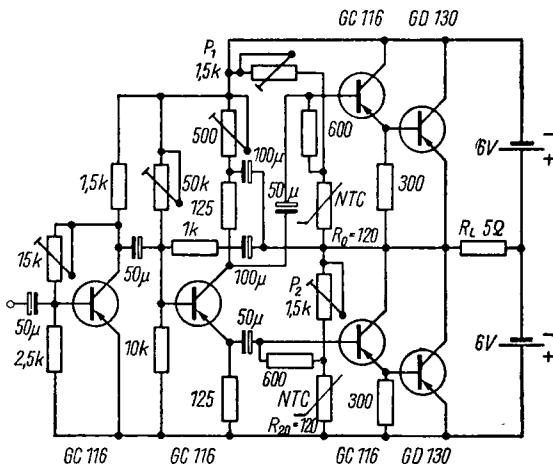 GC 116 GD 130
P₁
1,5k
500
100μ
600
50μ
1,5k
50k
125
300
6V
− +
NTC
1k
R₀=120
R_L 5Ω
15k
50μ
100μ
P₂
1,5k
50μ
6V
− +
50μ
2,5k
10k
600
125
NTC
300
R₂₀=120
GC 116 GC 116 GC 116 GD 130